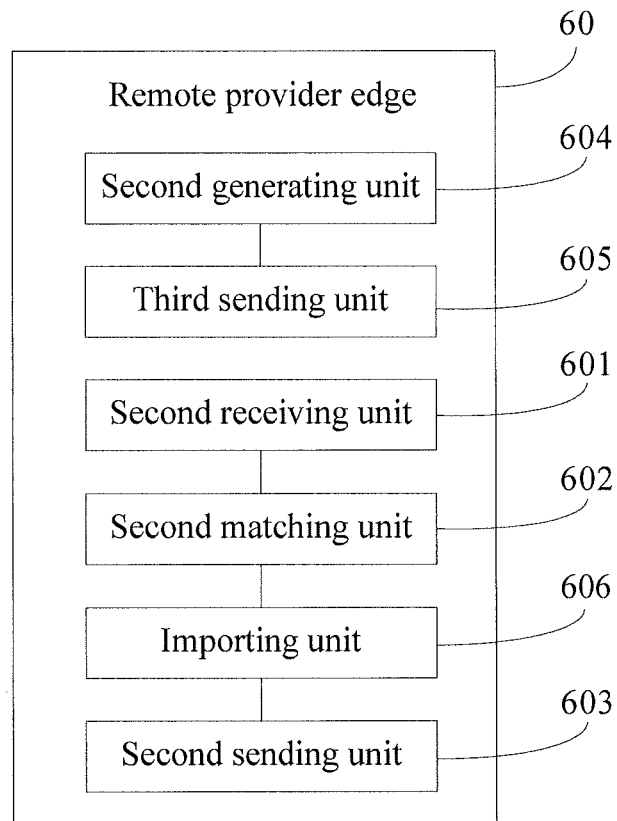 60
Remote provider edge
604
Second generating unit
605
Third sending unit
601
Second receiving unit
602
Second matching unit
606
Importing unit
603
Second sending unit